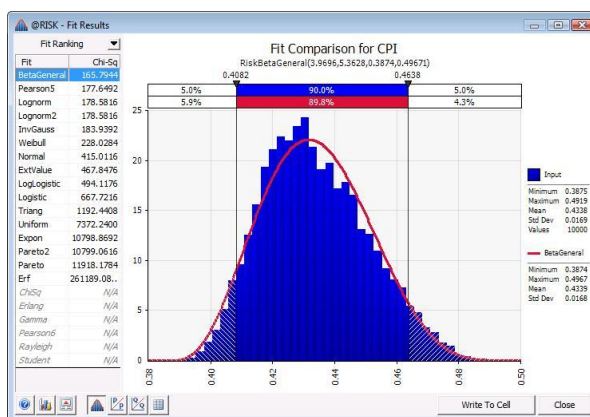 @RISK - Fit Results
Fit Ranking
Fit Chi-Sq
BetaGeneral 165.7944
Pearson5 177.6492
Lognorm 178.5816
Lognorm2 178.5816
InvGauss 183.9392
Weibull 228.0284
Normal 415.0116
ExtValue 467.8476
LogLogistic 494.1176
Logistic 667.7216
Triang 1192.4408
Uniform 7372.2400
Expon 10798.8692
Pareto2 10799.0616
Pareto 11918.1784
Erf 261189.08..
ChiSq N/A
Erlang N/A
Gamma N/A
Pearson6 N/A
Rayleigh N/A
Student N/A
Fit Comparison for CPI
RiskBetaGeneral(3.9696,5.3628,0.3874,0.49671)
0.4082 0.4638
5.0% 90.0% 5.0%
5.9% 89.8% 4.3%
25
20
15
10
5
0
0.38 0.40 0.42 0.44 0.46 0.48 0.50
Input
Minimum 0.3875
Maximum 0.4919
Mean 0.4338
Std Dev 0.0169
Values 10000
BetaGeneral
Minimum 0.3874
Maximum 0.4967
Mean 0.4339
Std Dev 0.0168
Write To Cell
Close